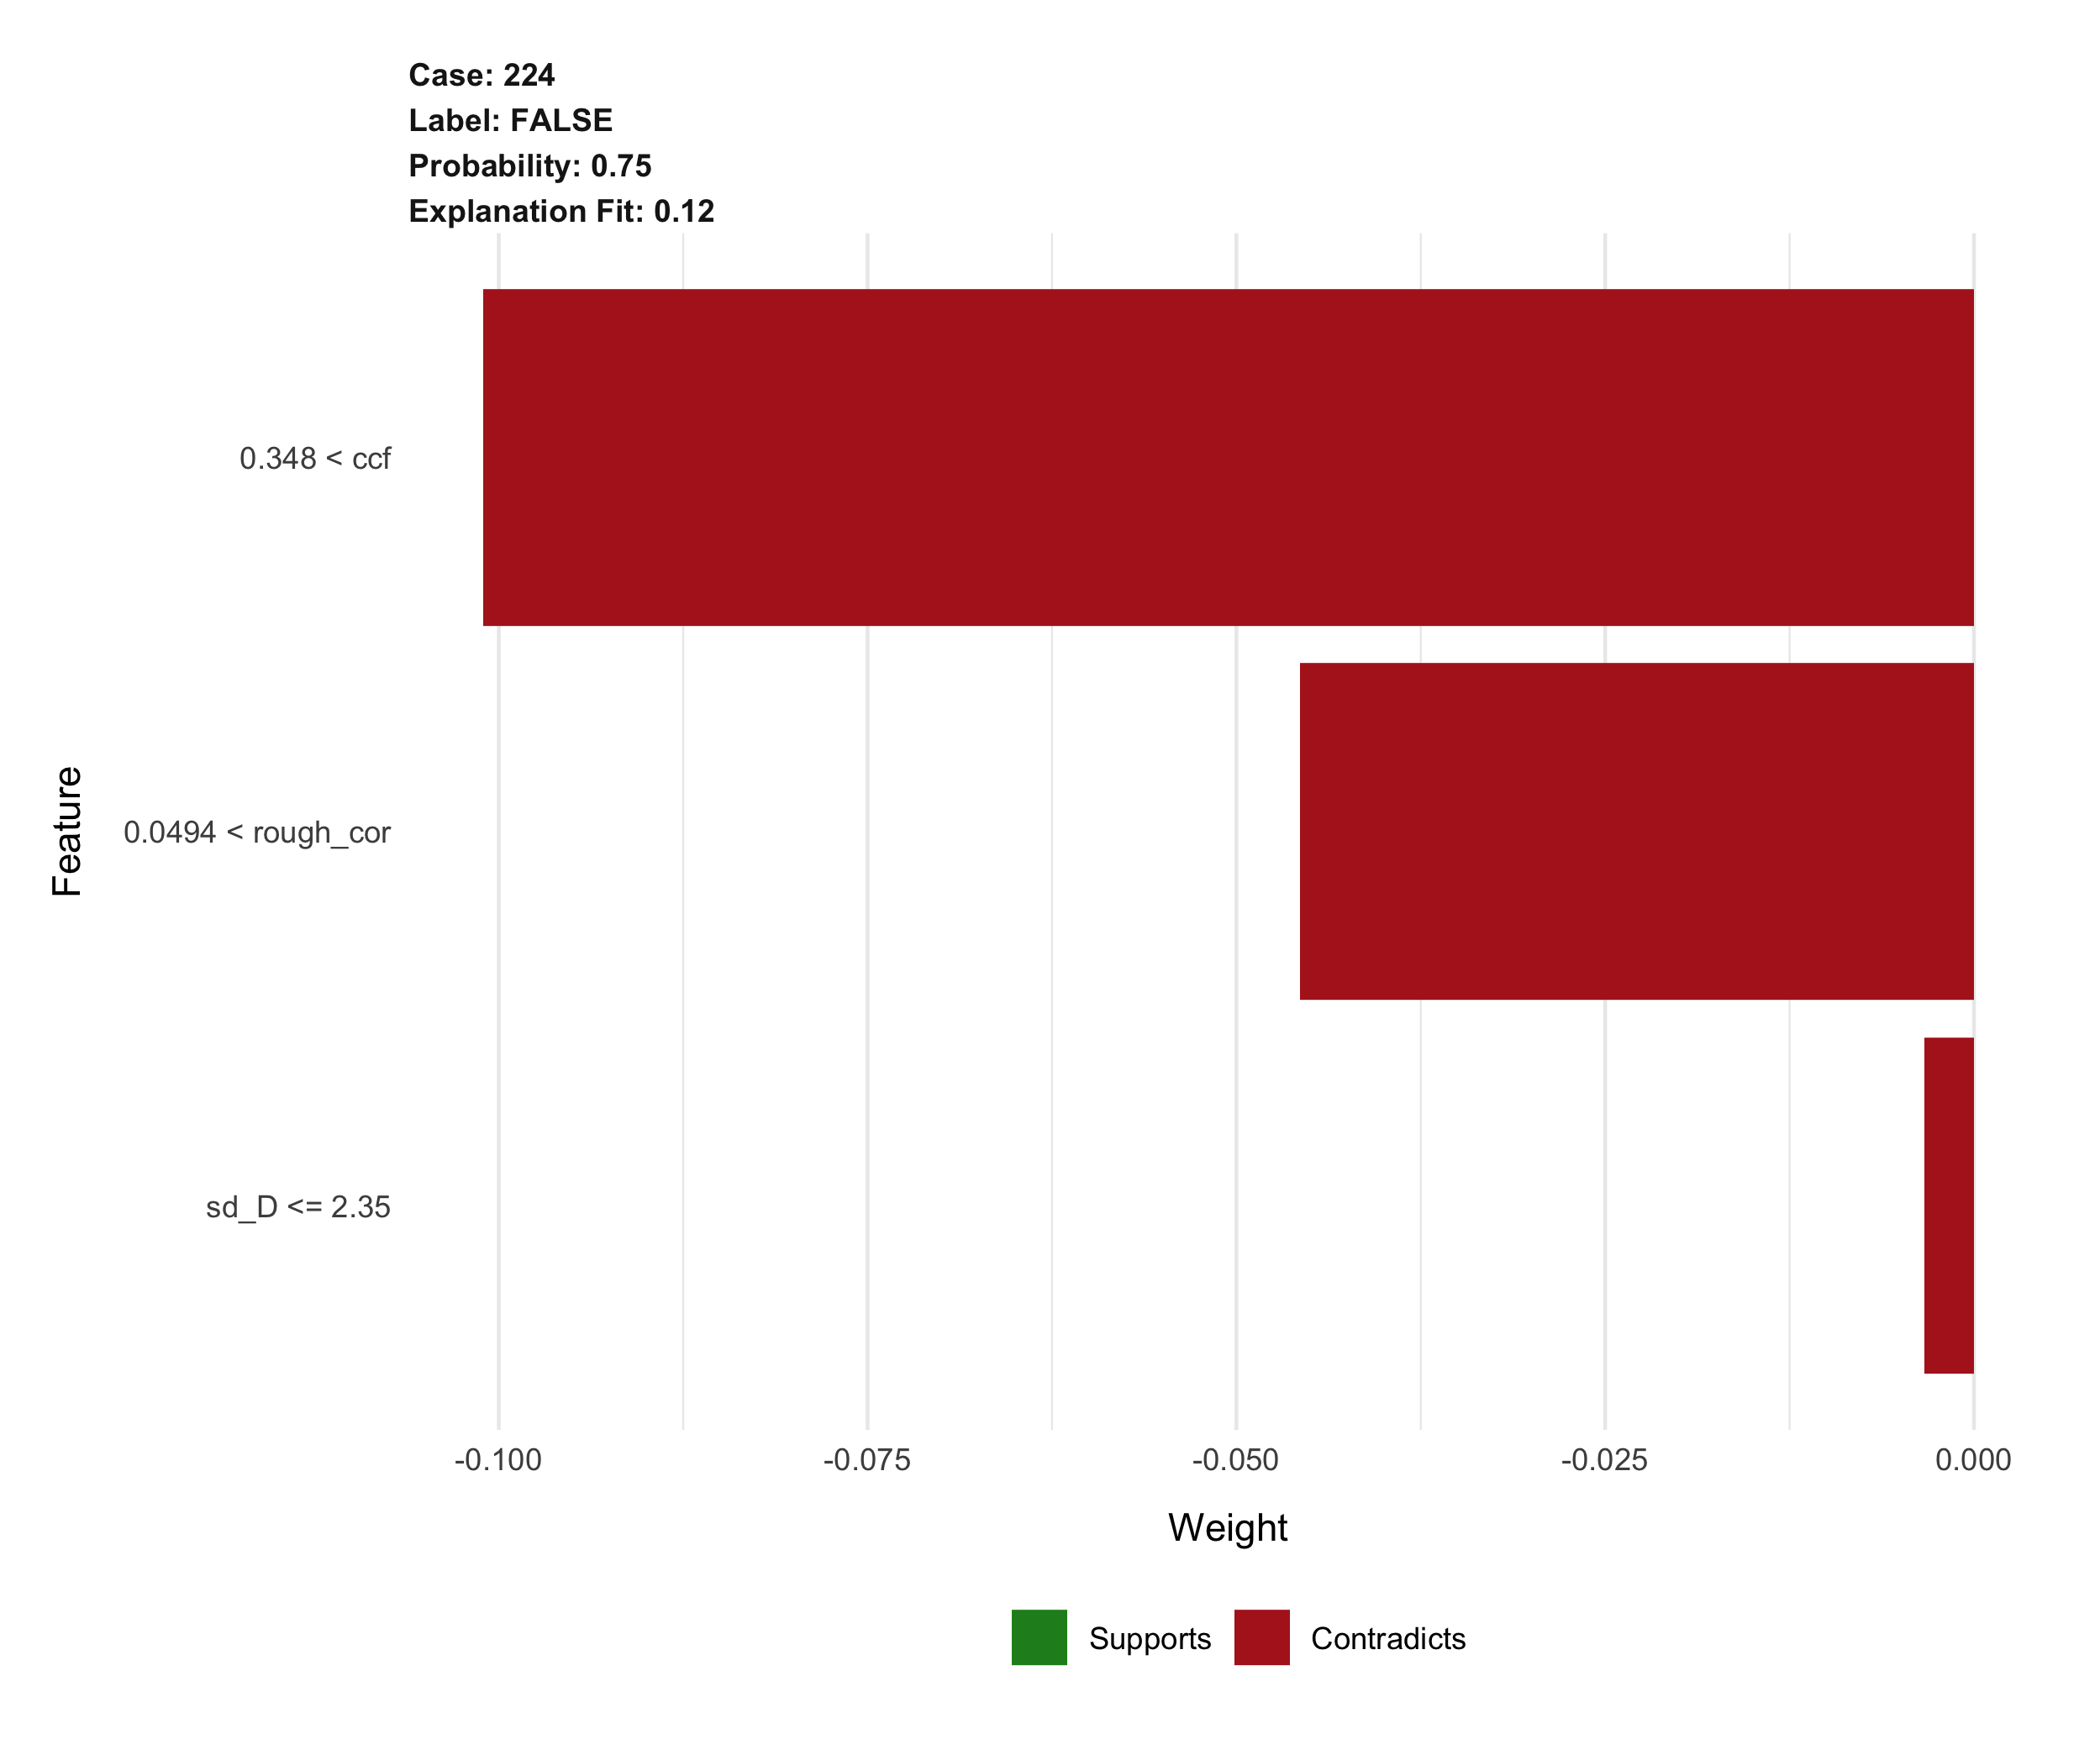 Case: 224
Label: FALSE
Probability: 0.75
Explanation Fit: 0.12
0.348 < ccf
0.0494 < rough_cor
sd_D <= 2.35
Feature
-0.100 -0.075 -0.050 -0.025 0.000
Weight
Supports Contradicts